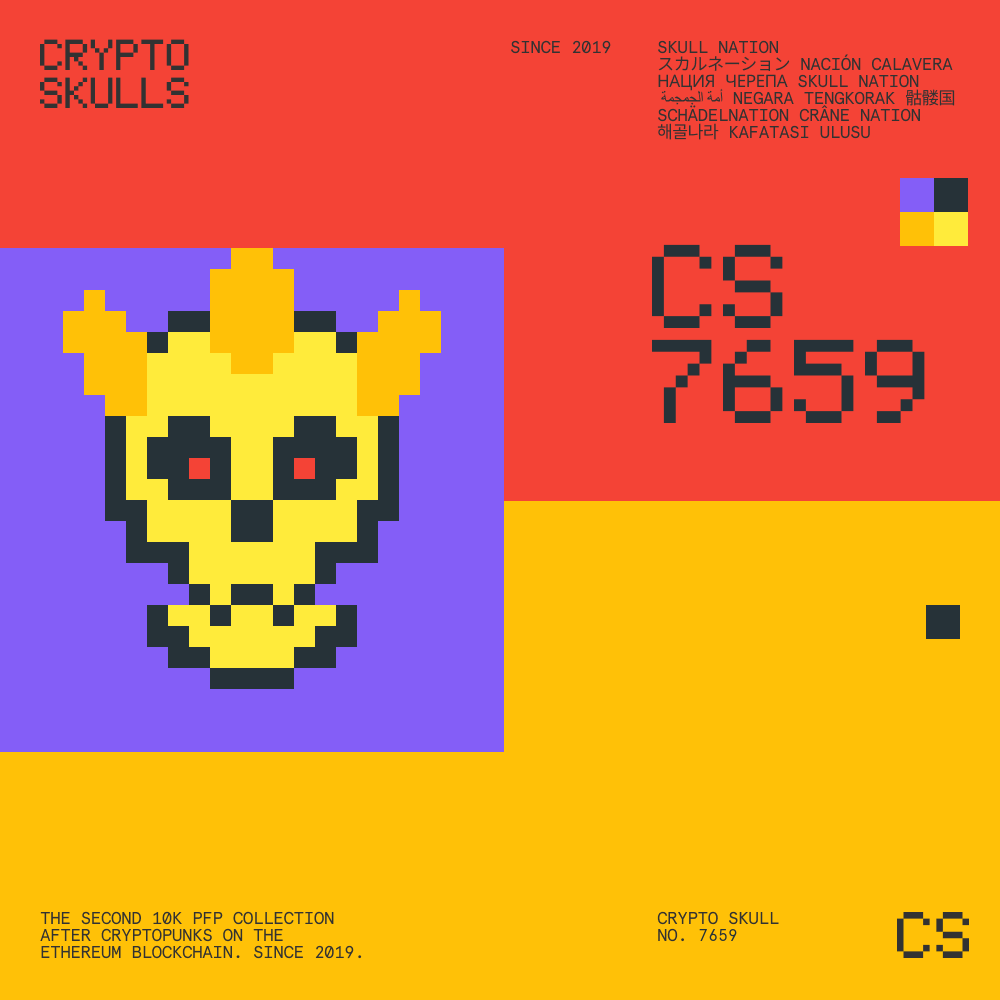 CRYPTO
SKULLS
SINCE 2019
SKULL NATION
スカルネーション NACIÓN CALAVERA
НАЦИЯ ЧЕРЕПА SKULL NATION
أمة الجمجمة NEGARA TENGKORAK 骷髅国
SCHÄDELNATION CRÂNE NATION
해골나라 KAFATASI ULUSU
CS
7659
THE SECOND 10K PFP COLLECTION
AFTER CRYPTOPUNKS ON THE
ETHEREUM BLOCKCHAIN. SINCE 2019.
CRYPTO SKULL
NO. 7659
CS